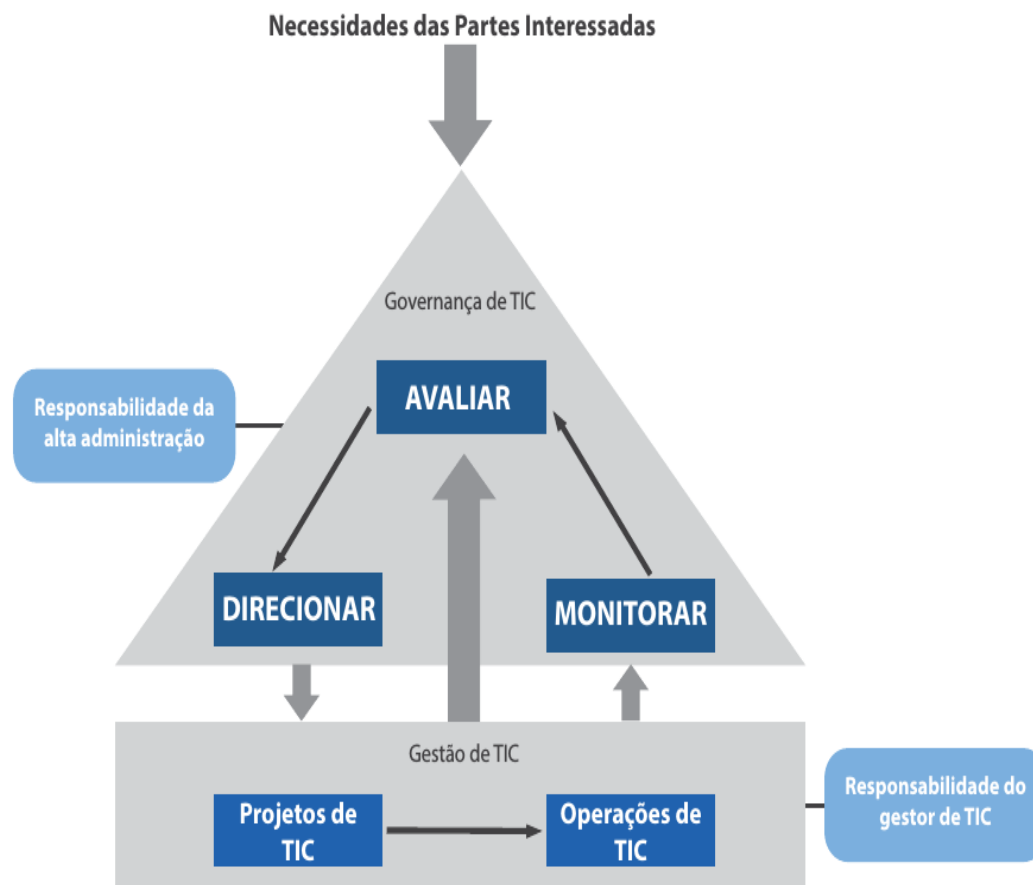 Necessidades das Partes Interessadas
Governança de TIC
AVALIAR
Responsabilidade da
alta administração
DIRECIONAR
MONITORAR
Gestão de TIC
Projetos de
TIC
Operações de
TIC
Responsabilidade do
gestor de TIC